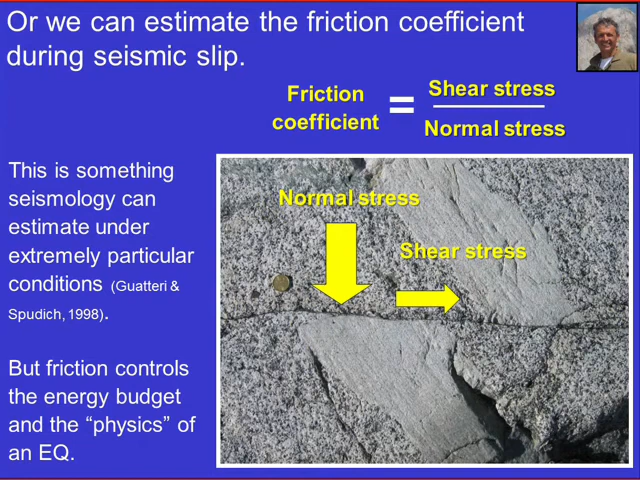 Or we can estimate the friction coefficient
during seismic slip.
Friction
coefficient
=
Shear stress
Normal stress
This is something
seismology can
estimate under
extremely particular
conditions (Guatteri &
Spudich, 1998).
But friction controls
the energy budget
and the “physics” of
an EQ.
Normal stress
Shear stress